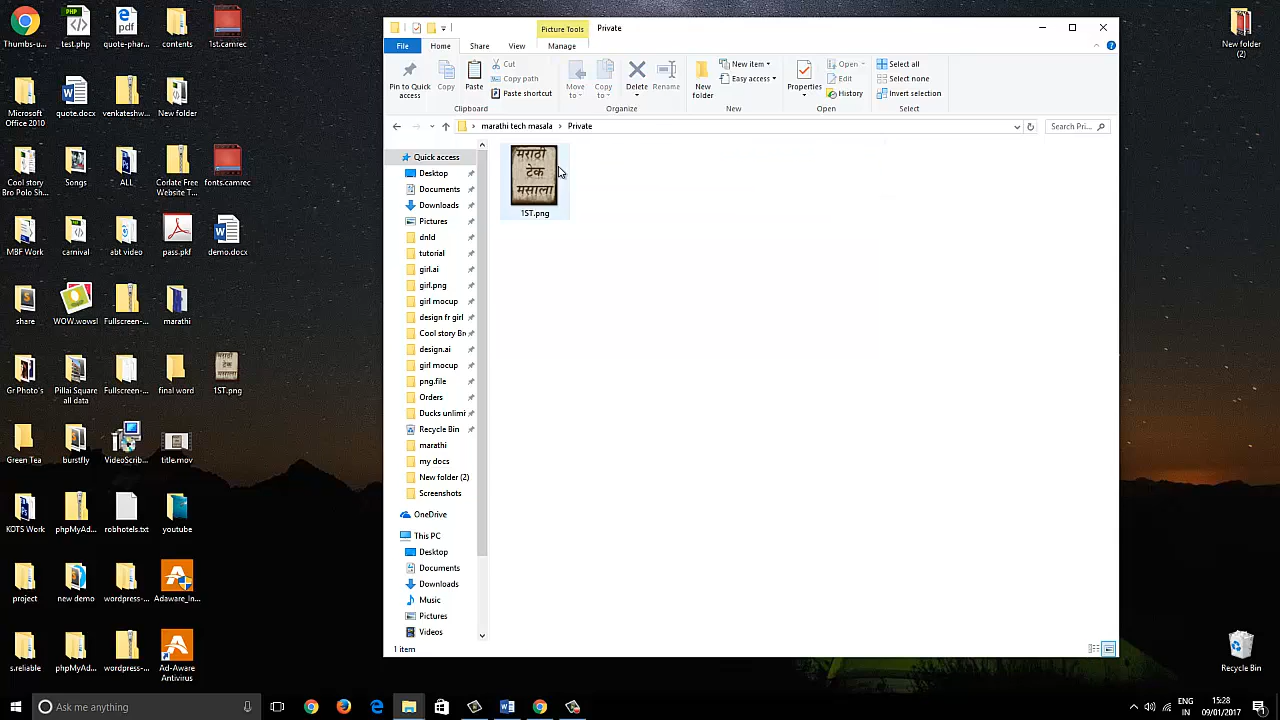 Thumbs-u...
test.php
quote-phar...
contents
1st.camrec
Microsoft Office 2010
quote.docx
venkateshw...
New folder
Cool story Bro Polo Sh...
Songs
ALL
Corlate Free Website T...
fonts.camrec
MBF Work
carnival
abt video
pass.pkf
demo.docx
share
WOW.wowsl
Fullscreen-...
marathi
Gr Photo's
Pillai Square all data
Fullscreen-...
final word
1ST.png
Green Tea
burstfly
VideoScrib...
title.mov
KOTS Work
phpMyAd...
robhotels.txt
youtube
project
new demo
wordpress-...
Adaware_In...
s.reliable
phpMyAd...
wordpress-...
Ad-Aware Antivirus
New folder (2)
Recycle Bin
Picture Tools
Private
File
Home
Share
View
Manage
Pin to Quick access
Copy
Paste
Cut
Copy path
Paste shortcut
Clipboard
Move to
Copy to
Delete
Rename
Organize
New folder
New item
Easy access
New
Properties
Open
Edit
History
Open
Select all
Select none
Invert selection
Select
marathi tech masala
Private
Search Pri...
Quick access
Desktop
Documents
Downloads
Pictures
dnld
tutorial
girl.ai
girl.png
girl mocup
design fr girl
Cool story Br
design.ai
girl mocup
png.file
Orders
Ducks unlimi
Recycle Bin
marathi
my docs
New folder (2)
Screenshots
OneDrive
This PC
Desktop
Documents
Downloads
Music
Pictures
Videos
मराठी
टेक
मसाला
1ST.png
1 item
Ask me anything
ENG
IN
15:28
09/01/2017